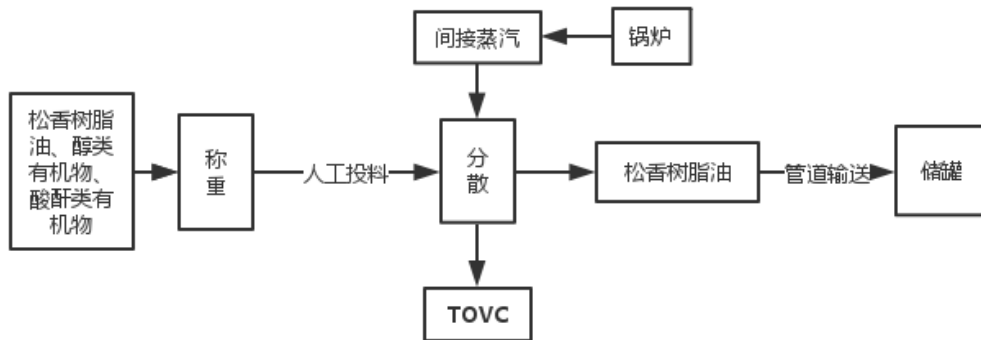 间接蒸汽
锅炉
松香树脂
油、醇类
有机物、
酸酐类有
机物
称
重
人工投料
分
散
松香树脂油
管道输送
储罐
TOVC